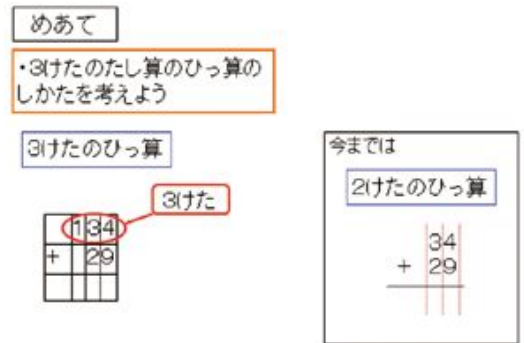 めあて
・3けたのたし算のひっ算の
しかたを考えよう
3けたのひっ算
3けた
134
+ 29
今までは
2けたのひっ算
34
+ 29